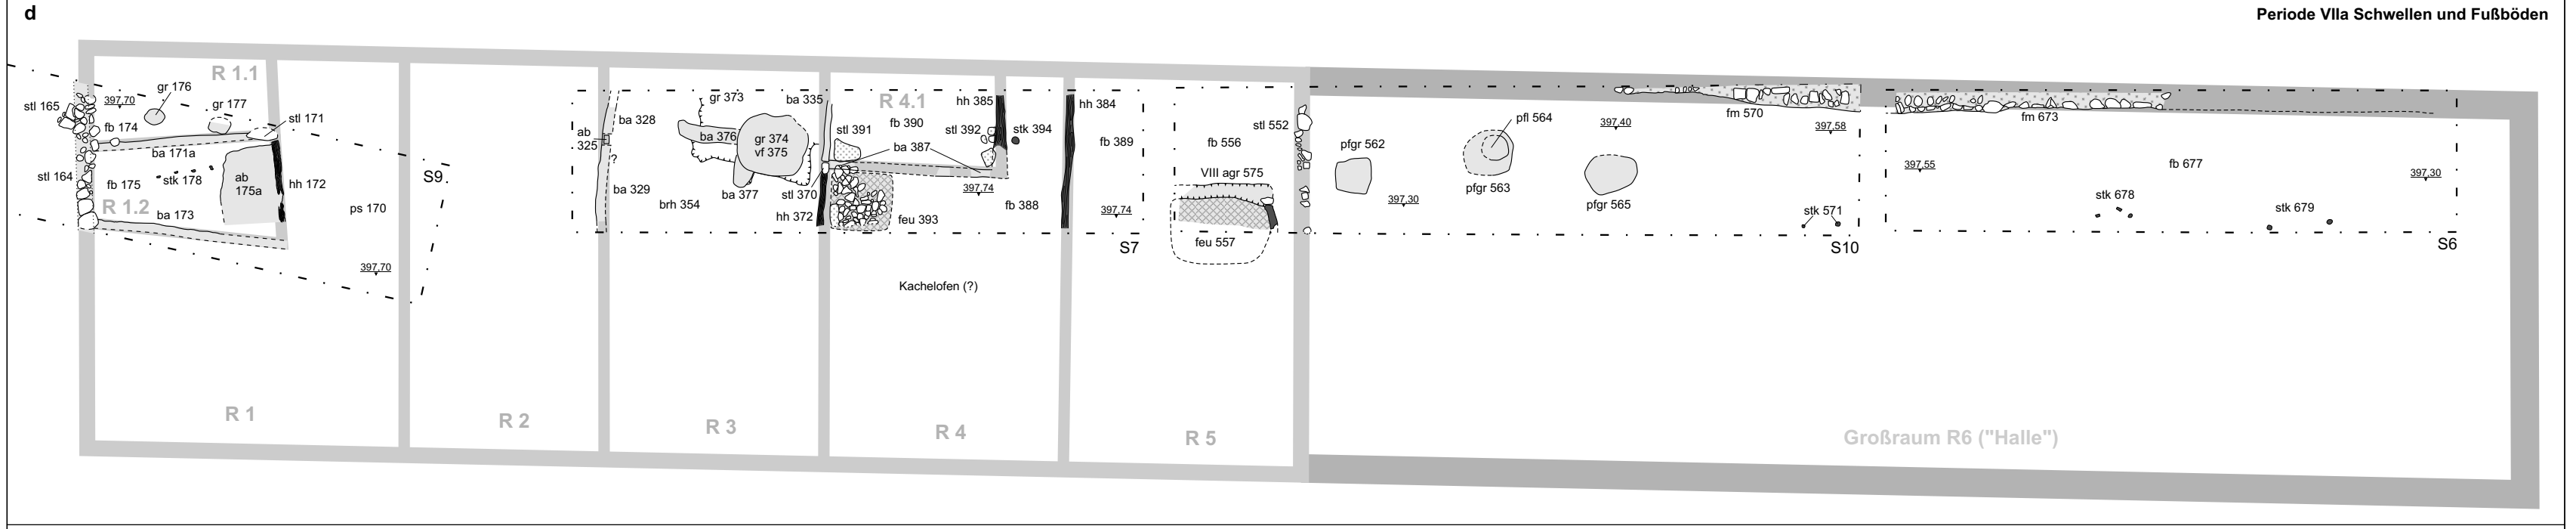 d
Periode VIIa Schwellen und Fußböden
R 1.1
gr 176
stl 165
397,70
gr 177
stl 171
fb 174
ba 171a
stl 164
fb 175
stk 178
ab
175a
hh 172
R 1.2
ba 173
ps 170
S9
397,70
R 1
R 2
ab
325
ba 328
?
ba 329
gr 373
ba 335
ba 376
gr 374
vf 375
ba 377
stl 370
brh 354
hh 372
R 3
R 4.1
hh 385
stl 391
fb 390
stl 392
stk 394
ba 387
397,74
feu 393
fb 388
Kachelofen (?)
R 4
hh 384
fb 389
397,74
S7
stl 552
fb 556
VIII agr 575
feu 557
R 5
pfgr 562
397,30
pfl 564
pfgr 563
397,40
pfgr 565
fm 570
397,58
stk 571
S10
fm 673
397,55
fb 677
397,30
stk 678
stk 679
S6
Großraum R6 ("Halle")